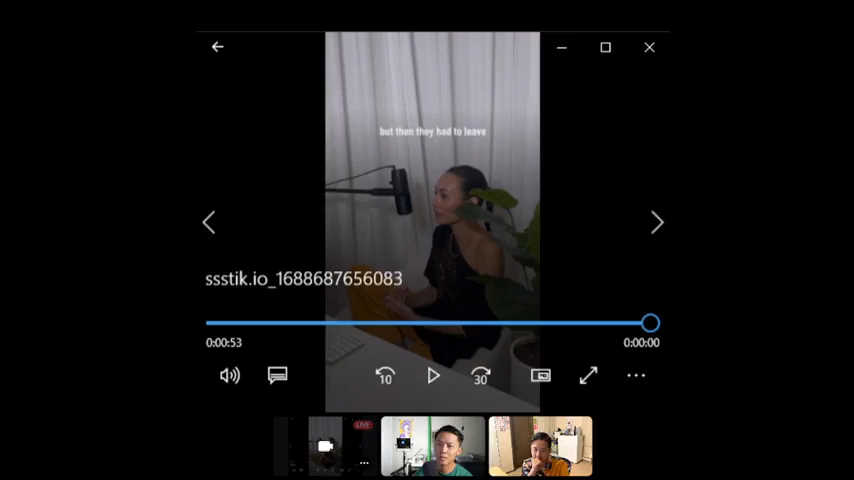 but then they had to leave
ssstik.io_1688687656083
0:00:53
0:00:00
10
30
LIVE